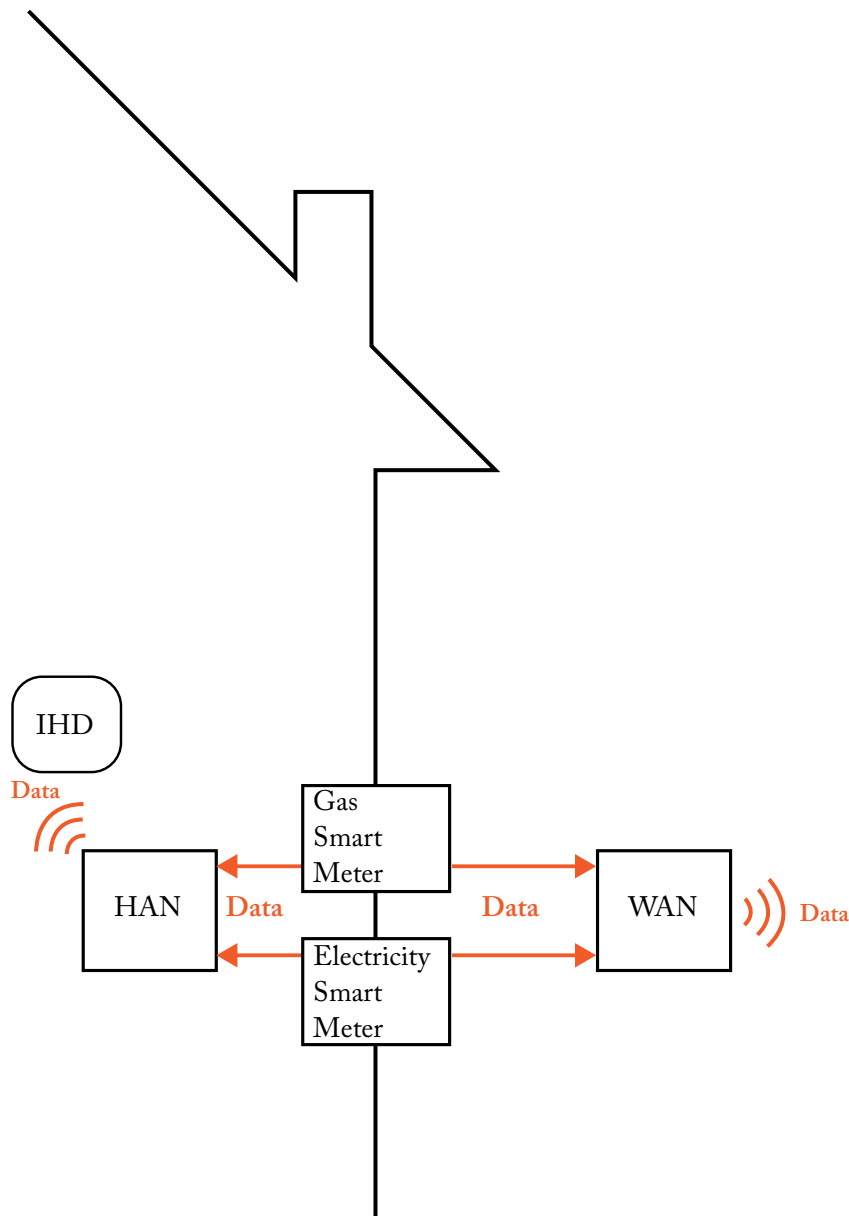 IHD
Data
Gas
Smart
Meter
HAN
Data
Data
WAN
Data
Electricity
Smart
Meter